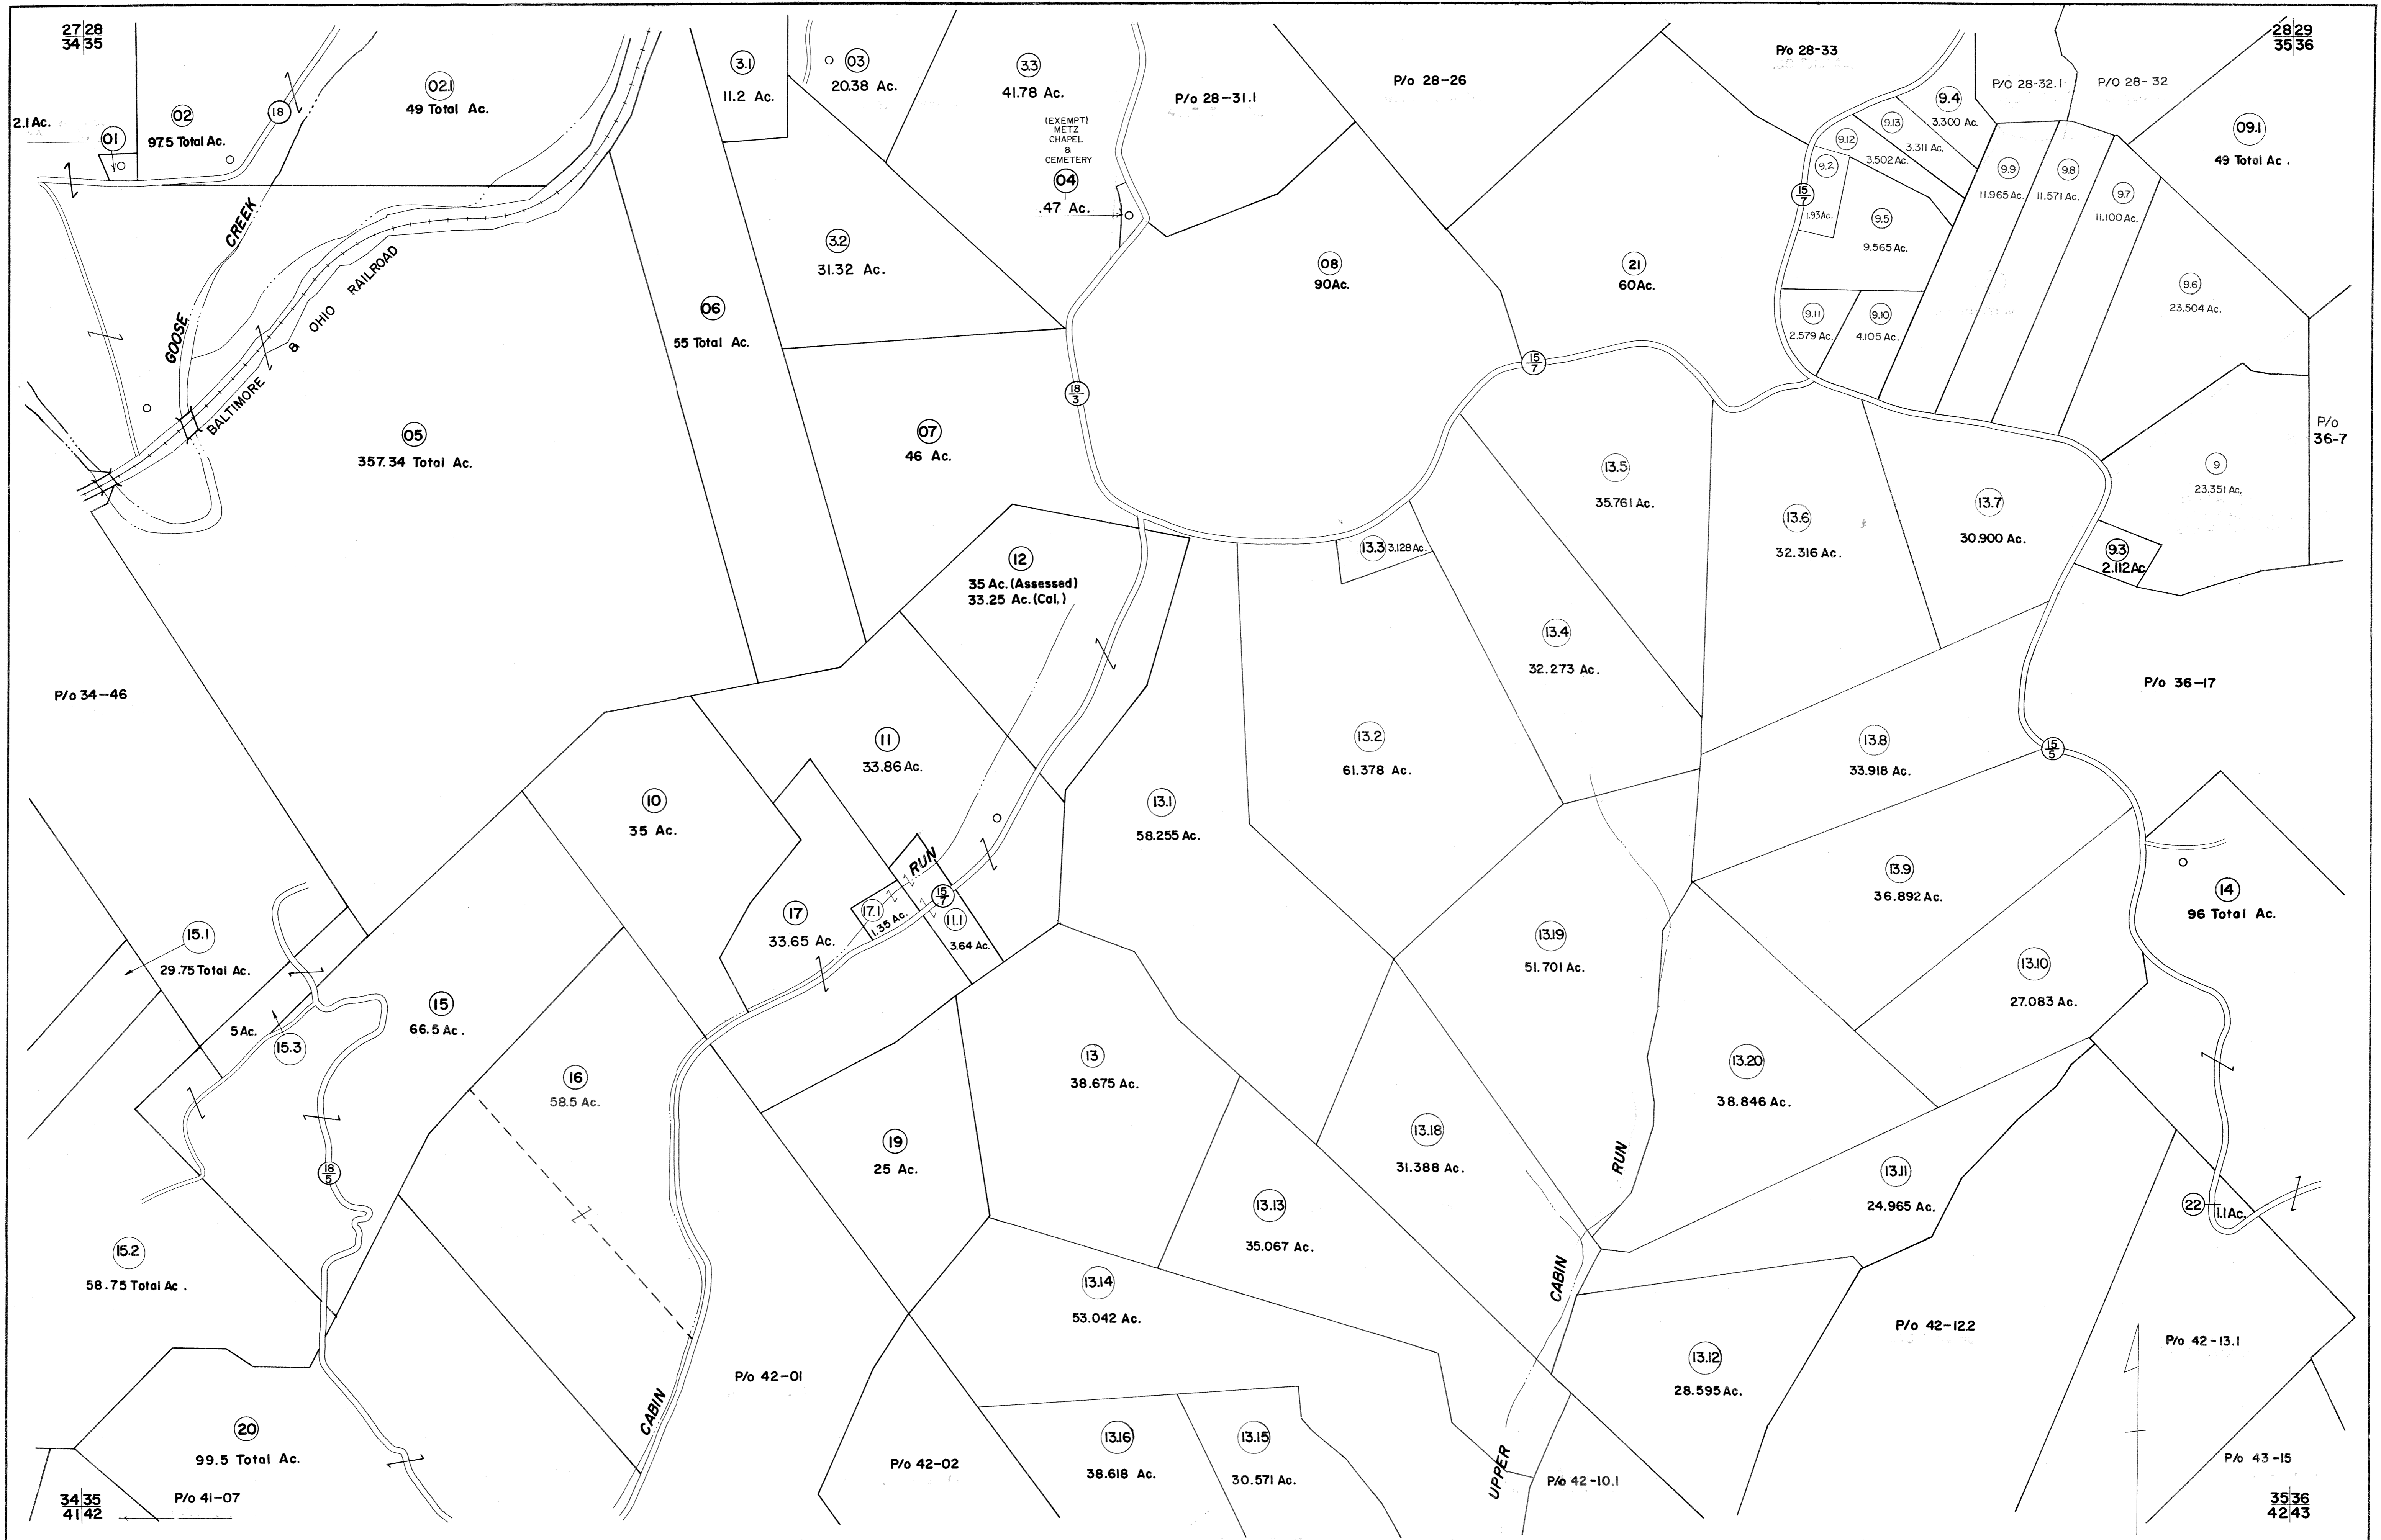 27 28
34 35
2.1 Ac.
01
02
97.5 Total Ac.
18
02.1
49 Total Ac.
3.1
11.2 Ac.
03
20.38 Ac.
3.3
41.78 Ac.
(EXEMPT)
METZ
CHAPEL
&
CEMETERY
04
.47 Ac.
P/o 28-31.1
P/o 28-26
P/o 28-33
P/O 28-32.1
P/O 28-32
28 29
35 36
09.1
49 Total Ac.
9.4
3.300 Ac.
9.13
3.311 Ac.
9.12
3.502 Ac.
9.2
1.93 Ac.
15
7
9.5
9.565 Ac.
9.9
11.965 Ac.
9.8
11.571 Ac.
9.7
11.100 Ac.
9.6
23.504 Ac.
9.11
2.579 Ac.
9.10
4.105 Ac.
GOOSE CREEK
BALTIMORE & OHIO RAILROAD
3.2
31.32 Ac.
06
55 Total Ac.
08
90 Ac.
21
60 Ac.
15
7
18
3
05
357.34 Total Ac.
07
46 Ac.
P/o
36-7
9
23.351 Ac.
9.3
2.112 Ac
12
35 Ac. (Assessed)
33.25 Ac. (Cal.)
13.3 3.128 Ac.
13.5
35.761 Ac.
13.6
32.316 Ac.
13.7
30.900 Ac.
13.4
32.273 Ac.
P/o 34-46
P/o 36-17
11
33.86 Ac.
13.2
61.378 Ac.
13.8
33.918 Ac.
15
5
10
35 Ac.
13.1
58.255 Ac.
13.9
36.892 Ac.
14
96 Total Ac.
17
33.65 Ac.
17.1
1.35 Ac.
RUN
15
7
11.1
3.64 Ac.
15.1
29.75 Total Ac.
13.19
51.701 Ac.
13.10
27.083 Ac.
15
66.5 Ac.
5 Ac.
15.3
16
58.5 Ac.
13
38.675 Ac.
13.20
38.846 Ac.
19
25 Ac.
13.18
31.388 Ac.
18
5
13.11
24.965 Ac.
22
1.1 Ac.
13.13
35.067 Ac.
15.2
58.75 Total Ac.
13.14
53.042 Ac.
UPPER CABIN RUN
P/o 42-12.2
P/o 42-13.1
13.12
28.595 Ac.
P/o 42-01
CABIN
20
99.5 Total Ac.
P/o 42-02
13.16
38.618 Ac.
13.15
30.571 Ac.
P/o 42-10.1
P/o 43-15
34 35
41 42
P/o 41-07
35 36
42 43